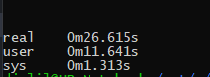 real    0m26.615s
user    0m11.641s
sys     0m1.313s